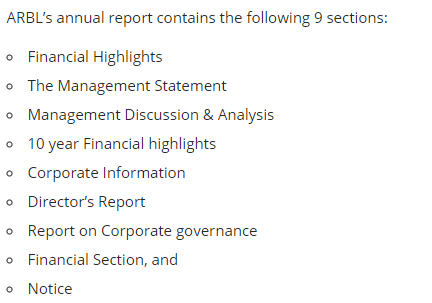 ARBL's annual report contains the following 9 sections:
Financial Highlights
The Management Statement
Management Discussion & Analysis
10 year Financial highlights
Corporate Information
Director's Report
Report on Corporate governance
Financial Section, and
Notice